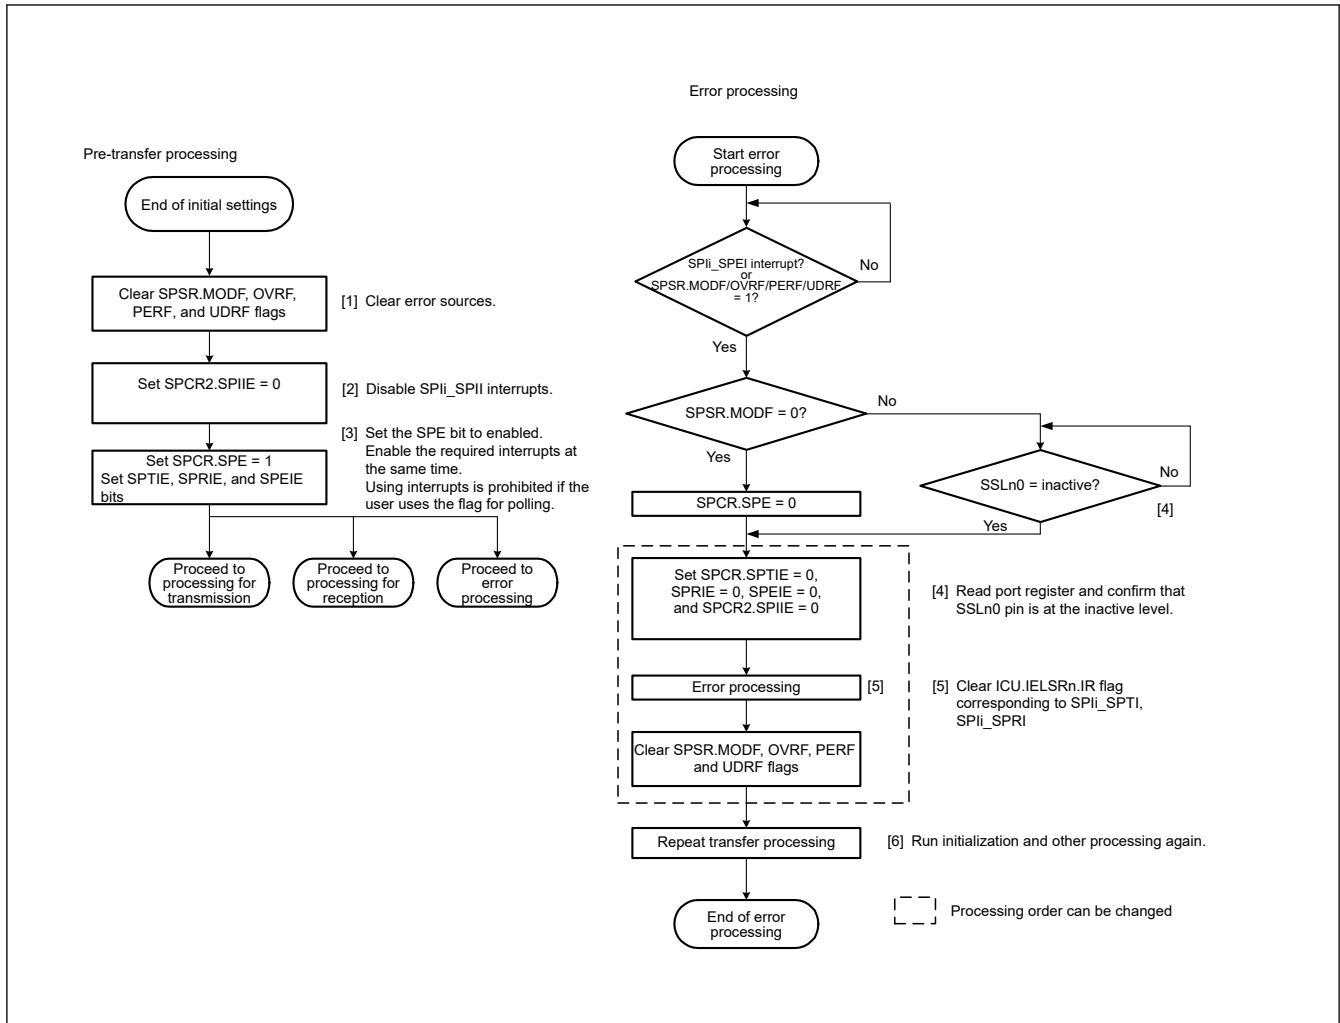 Pre-transfer processing
End of initial settings
Clear SPSR.MODF, OVRF,
PERF, and UDRF flags
[1] Clear error sources.
Set SPCR2.SPIIE = 0
[2] Disable SPIi_SPII interrupts.
Set SPCR.SPE = 1
Set SPTIE, SPRIE, and SPEIE
bits
[3] Set the SPE bit to enabled.
Enable the required interrupts at
the same time.
Using interrupts is prohibited if the
user uses the flag for polling.
Proceed to
processing for
transmission
Proceed to
processing for
reception
Proceed to
error
processing
Error processing
Start error
processing
SPIi_SPEI interrupt?
or
SPSR.MODF/OVRF/PERF/UDRF
= 1?
No
Yes
SPSR.MODF = 0?
No
Yes
SSLn0 = inactive?
No
[4]
Yes
SPCR.SPE = 0
Set SPCR.SPTIE = 0,
SPRIE = 0, SPEIE = 0,
and SPCR2.SPIIE = 0
[4] Read port register and confirm that
SSLn0 pin is at the inactive level.
Error processing
[5]
[5] Clear ICU.IELSRn.IR flag
corresponding to SPIi_SPTI,
SPIi_SPRI
Clear SPSR.MODF, OVRF, PERF
and UDRF flags
Repeat transfer processing
[6] Run initialization and other processing again.
End of error
processing
Processing order can be changed